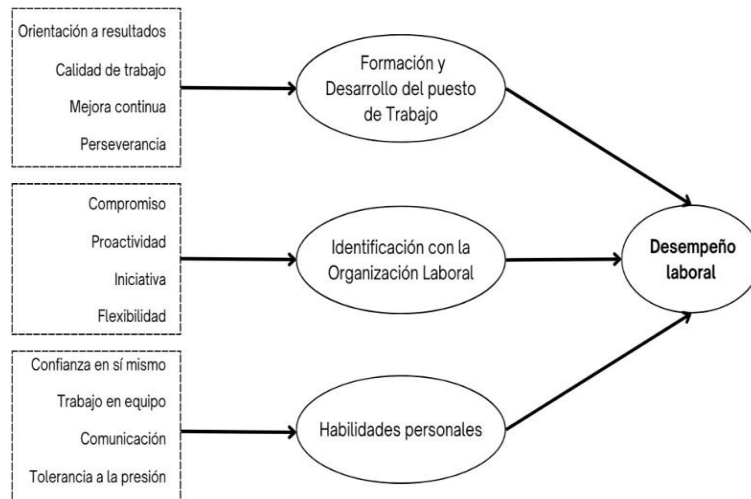 Orientación a resultados
Calidad de trabajo
Mejora continua
Perseverancia
Formación y
Desarrollo del puesto
de Trabajo
Compromiso
Proactividad
Iniciativa
Flexibilidad
Identificación con la
Organización Laboral
Desempeño
laboral
Confianza en sí mismo
Trabajo en equipo
Comunicación
Tolerancia a la presión
Habilidades personales